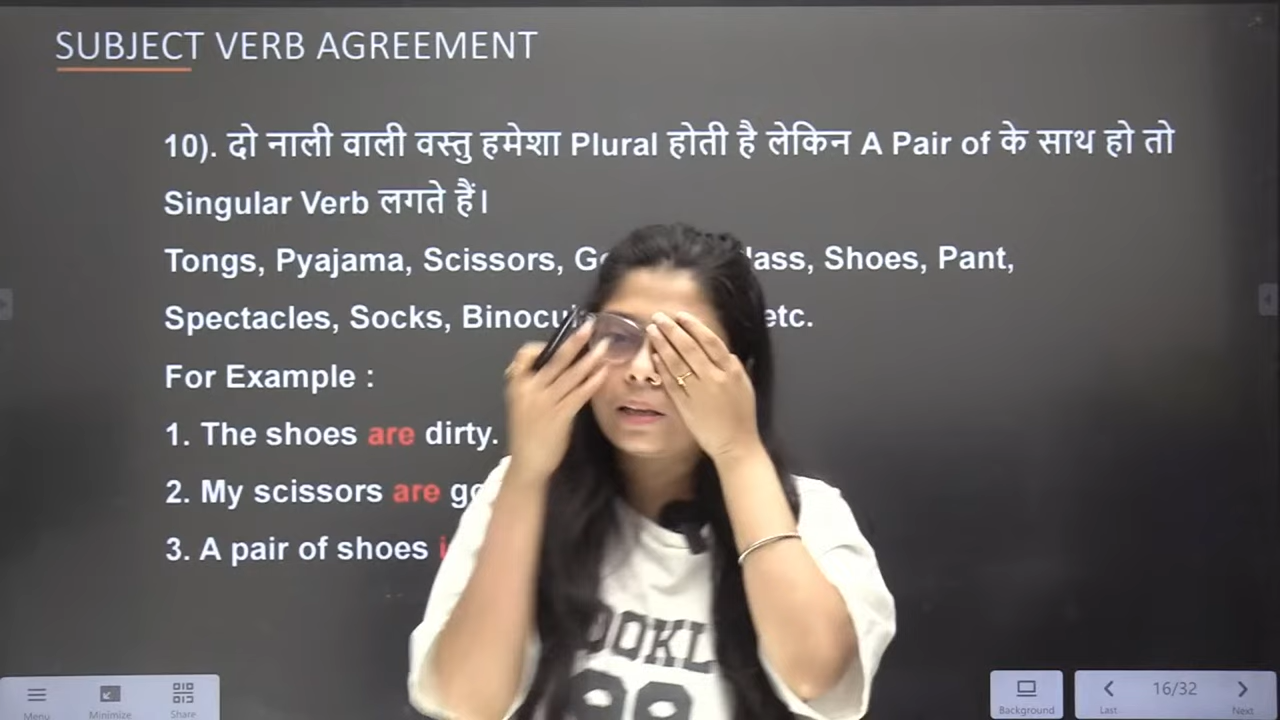 SUBJECT VERB AGREEMENT
10). दो नाली वाली वस्तु हमेशा Plural होती है लेकिन A Pair of के साथ हो तो
Singular Verb लगते हैं।
Tongs, Pyajama, Scissors, Shoes, Pant,
Spectacles, Socks, etc.
For Example :
1. The shoes are dirty.
2. My scissors are
3. A pair of shoes
Menu
Minimize
Share
Background
Last
16/32
Next